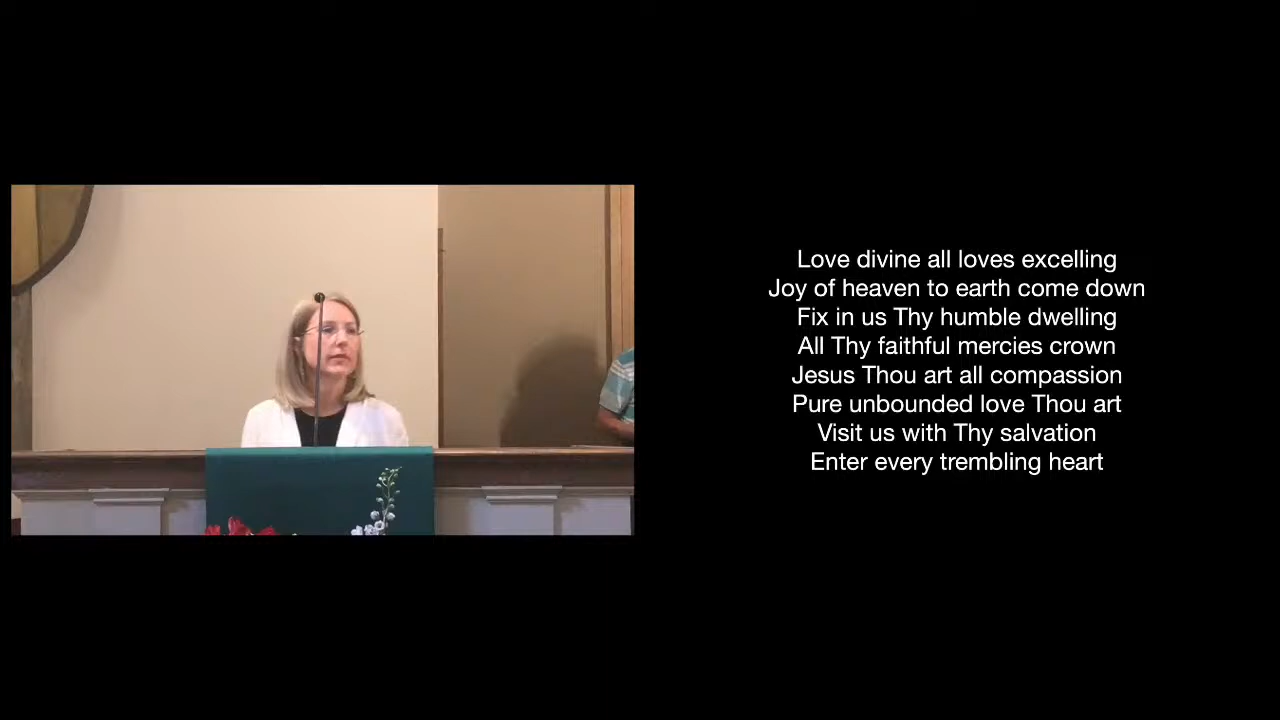 Love divine all loves excelling
Joy of heaven to earth come down
Fix in us Thy humble dwelling
All Thy faithful mercies crown
Jesus Thou art all compassion
Pure unbounded love Thou art
Visit us with Thy salvation
Enter every trembling heart